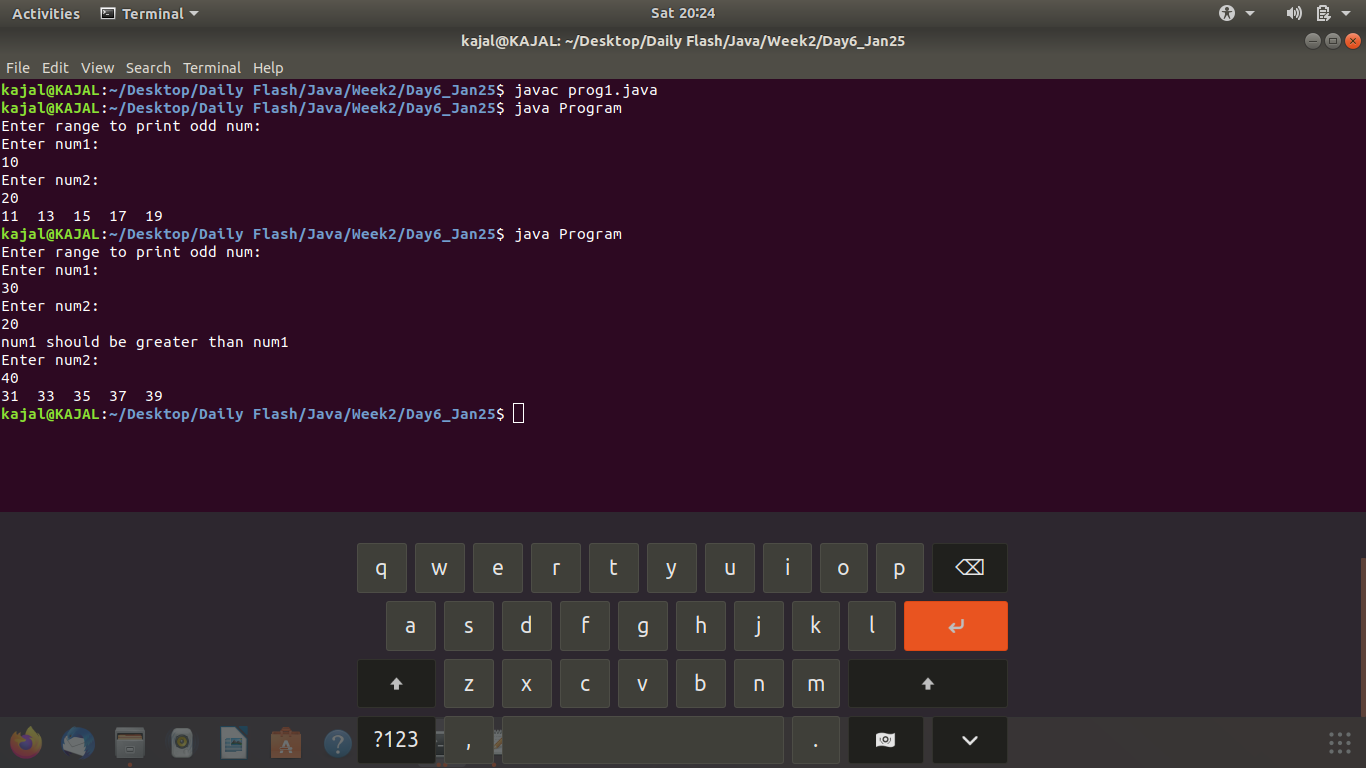 Activities Terminal Sat 20:24
kajal@KAJAL: ~/Desktop/Daily Flash/Java/Week2/Day6_Jan25
File Edit View Search Terminal Help
kajal@KAJAL:~/Desktop/Daily Flash/Java/Week2/Day6_Jan25$ javac prog1.java
kajal@KAJAL:~/Desktop/Daily Flash/Java/Week2/Day6_Jan25$ java Program
Enter range to print odd num:
Enter num1:
10
Enter num2:
20
11 13 15 17 19
kajal@KAJAL:~/Desktop/Daily Flash/Java/Week2/Day6_Jan25$ java Program
Enter range to print odd num:
Enter num1:
30
Enter num2:
20
num1 should be greater than num1
Enter num2:
40
31 33 35 37 39
kajal@KAJAL:~/Desktop/Daily Flash/Java/Week2/Day6_Jan25$
q w e r t y u i o p
a s d f g h j k l
z x c v b n m
?123 , .